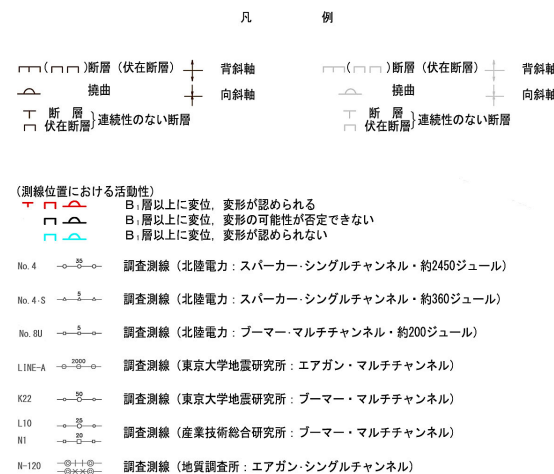 凡 例
( )断層（伏在断層） 背斜軸 ( )断層（伏在断層） 背斜軸
撓曲 向斜軸 撓曲 向斜軸
断 層
伏在断層}連続性のない断層
断 層
伏在断層}連続性のない断層
(測線位置における活動性)
B₁層以上に変位，変形が認められる
B₁層以上に変位，変形の可能性が否定できない
B₁層以上に変位，変形が認められない
No.4 35 調査測線（北陸電力：スパーカー・シングルチャンネル・約2450ジュール）
No.4･S 5 調査測線（北陸電力：スパーカー・シングルチャンネル・約360ジュール）
No.8U 5 調査測線（北陸電力：ブーマー・マルチチャンネル・約200ジュール）
LINE-A 2000 調査測線（東京大学地震研究所：エアガン・マルチチャンネル）
K22 50 調査測線（東京大学地震研究所：ブーマー・マルチチャンネル）
L10 25
N1 20 調査測線（産業技術総合研究所：ブーマー・マルチチャンネル）
N-120 調査測線（地質調査所：エアガン・シングルチャンネル）